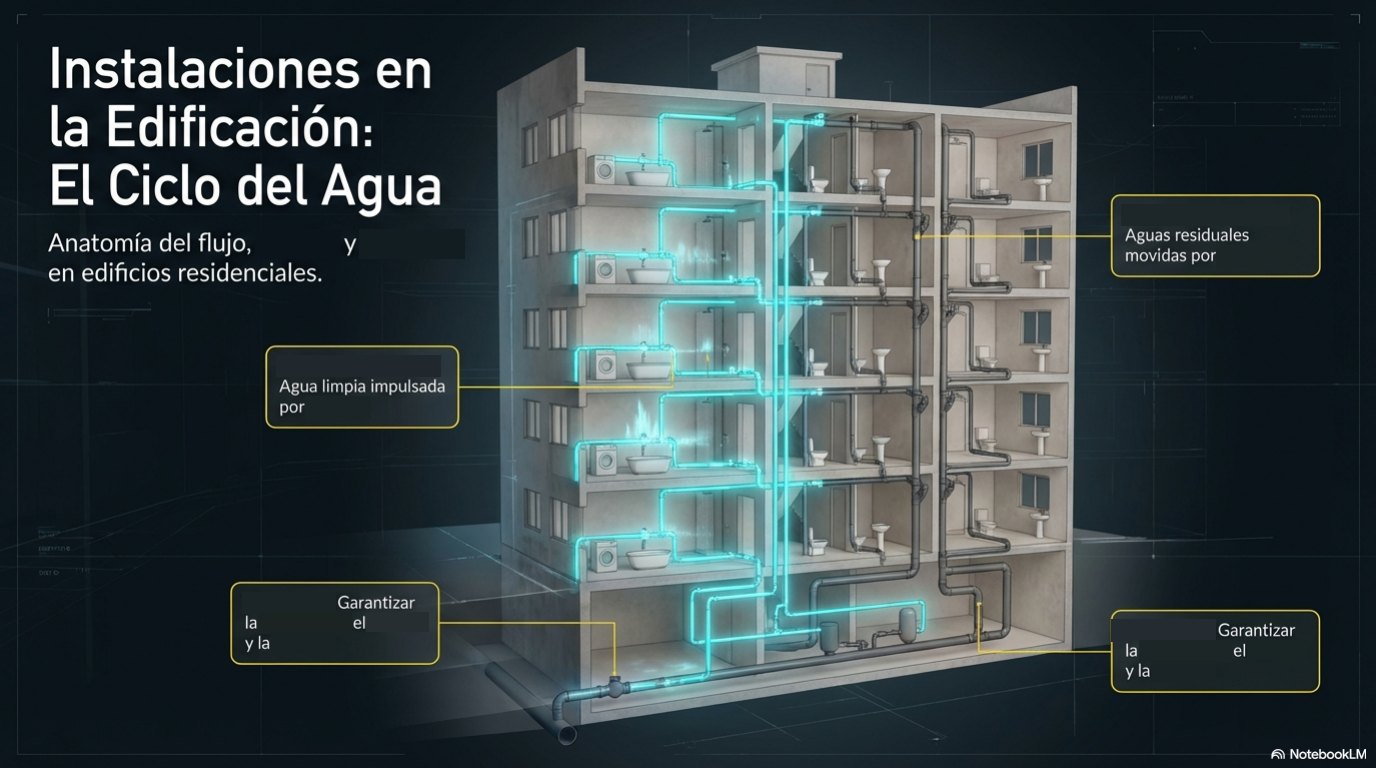 Instalaciones en
la Edificación:
El Ciclo del Agua
Anatomía del flujo, y
en edificios residenciales.
Aguas residuales
movidas por
Agua limpia impulsada
por
Garantizar
la el
y la
Garantizar
la el
y la
NotebookLM